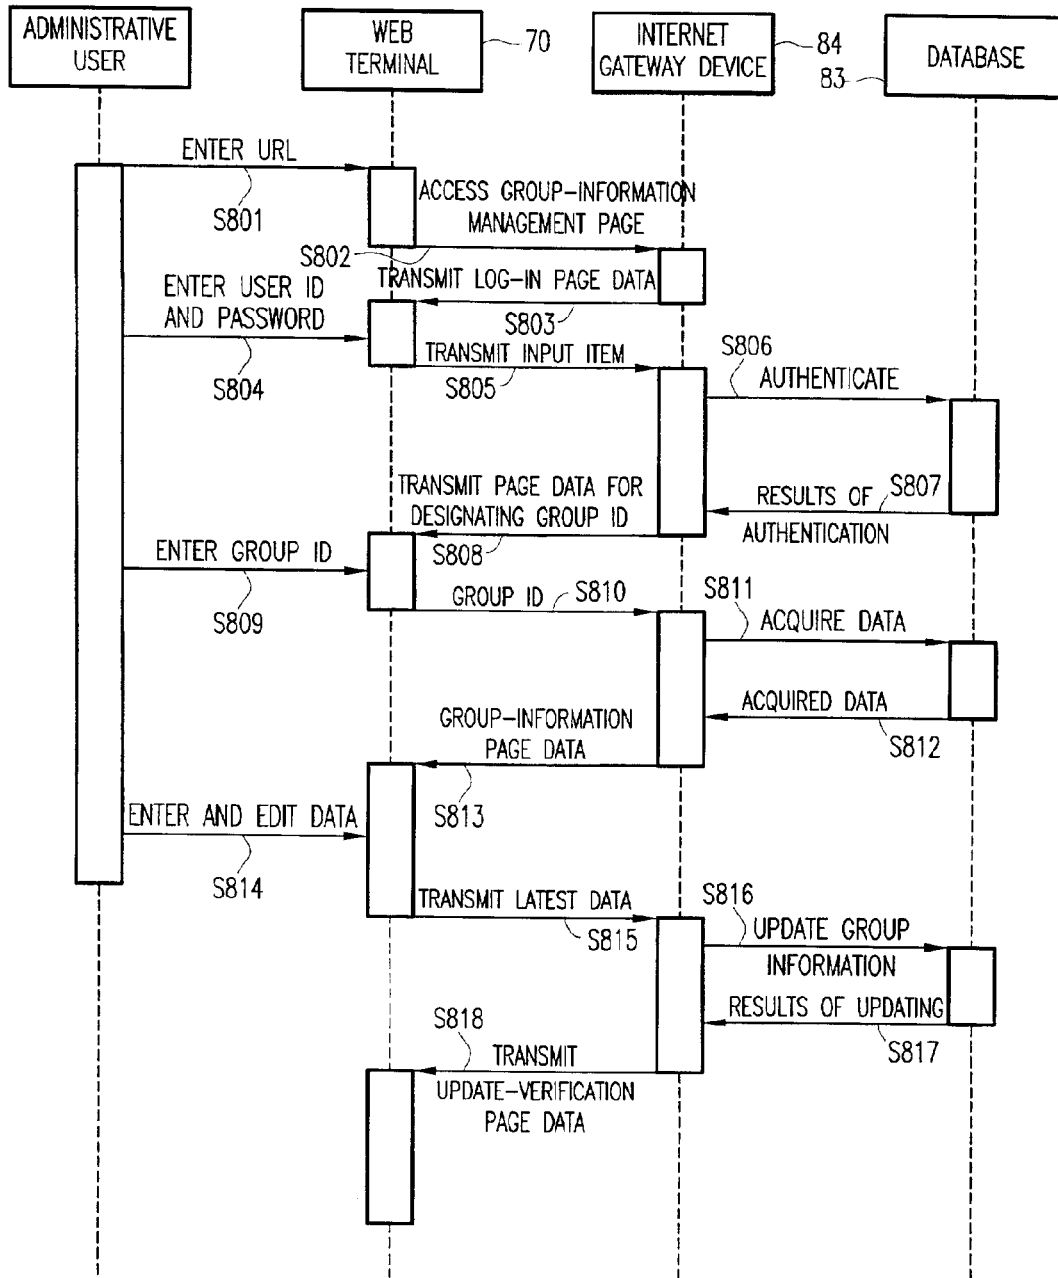 ADMINISTRATIVE
USER
WEB
TERMINAL
70
INTERNET
GATEWAY DEVICE
84
83
DATABASE
ENTER URL
S801
ACCESS GROUP-INFORMATION
MANAGEMENT PAGE
S802
TRANSMIT LOG-IN PAGE DATA
S803
ENTER USER ID
AND PASSWORD
S804
TRANSMIT INPUT ITEM
S805
S806
AUTHENTICATE
RESULTS OF
AUTHENTICATION
S807
TRANSMIT PAGE DATA FOR
DESIGNATING GROUP ID
S808
ENTER GROUP ID
S809
GROUP ID
S810
S811
ACQUIRE DATA
ACQUIRED DATA
S812
GROUP-INFORMATION
PAGE DATA
S813
ENTER AND EDIT DATA
S814
TRANSMIT LATEST DATA
S815
S816
UPDATE GROUP
INFORMATION
RESULTS OF UPDATING
S817
S818
TRANSMIT
UPDATE-VERIFICATION
PAGE DATA